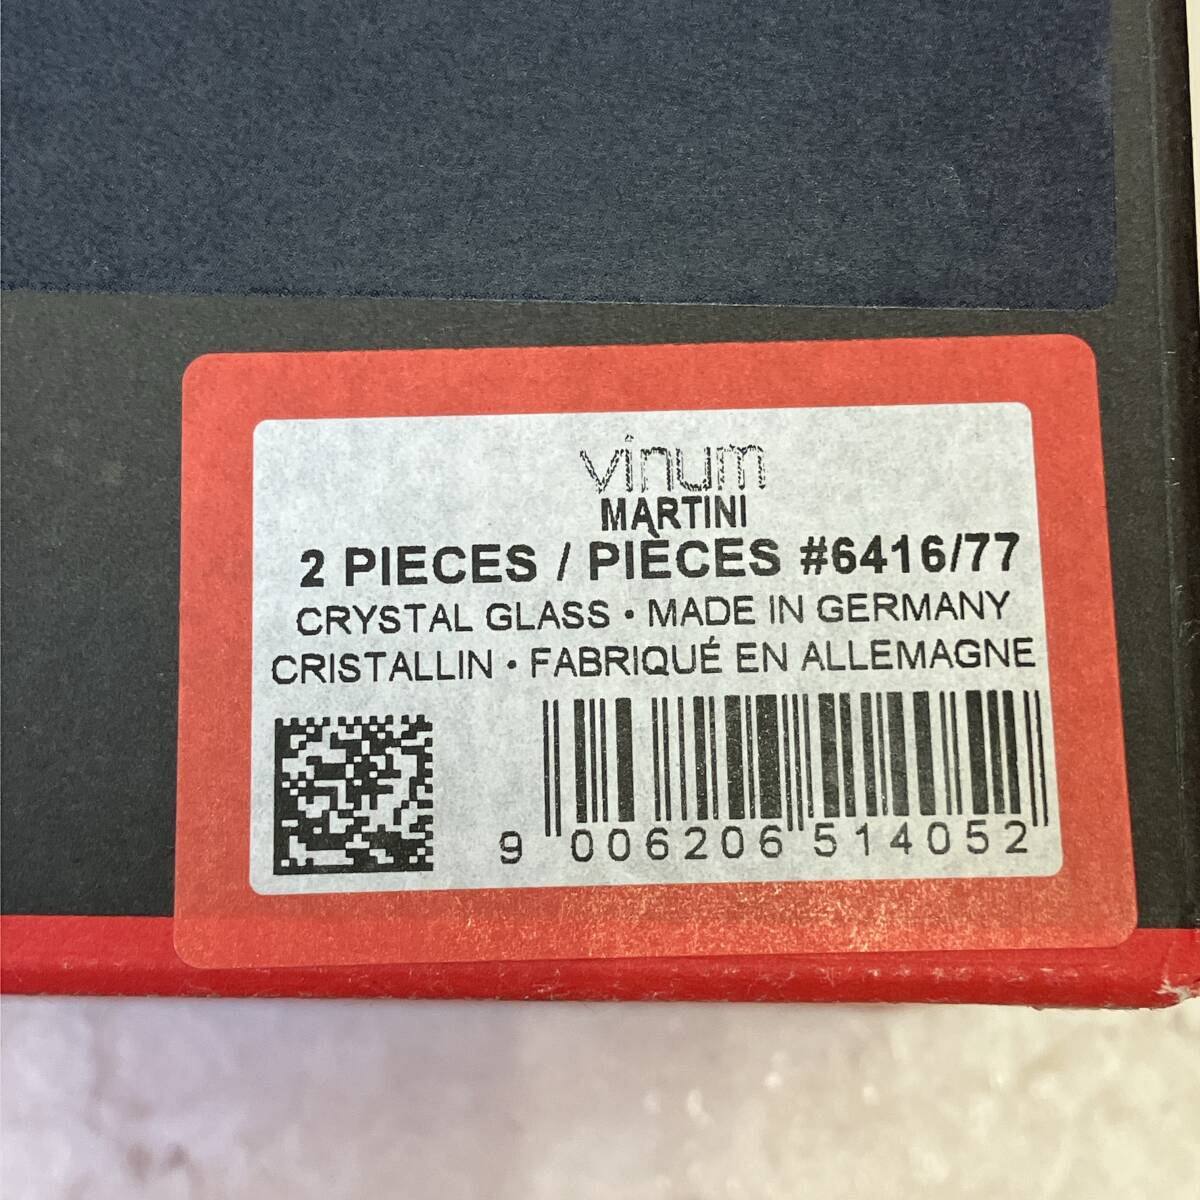 vinum
MARTINI
2 PIECES / PIÈCES #6416/77
CRYSTAL GLASS • MADE IN GERMANY
CRISTALLIN • FABRIQUÉ EN ALLEMAGNE
9 006206 514052